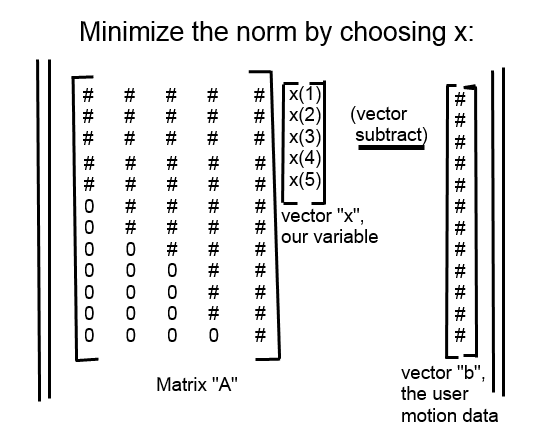 Minimize the norm by choosing x:
# # # # # x(1) #
# # # # # x(2) (vector #
# # # # # x(3) subtract) #
# # # # # x(4) #
# # # # # x(5) #
0 # # # # #
0 # # # # #
0 0 # # # #
0 0 0 # # #
0 0 0 # # #
0 0 0 # # #
0 0 0 0 # #
vector "x",
our variable
Matrix "A"
vector "b",
the user
motion data